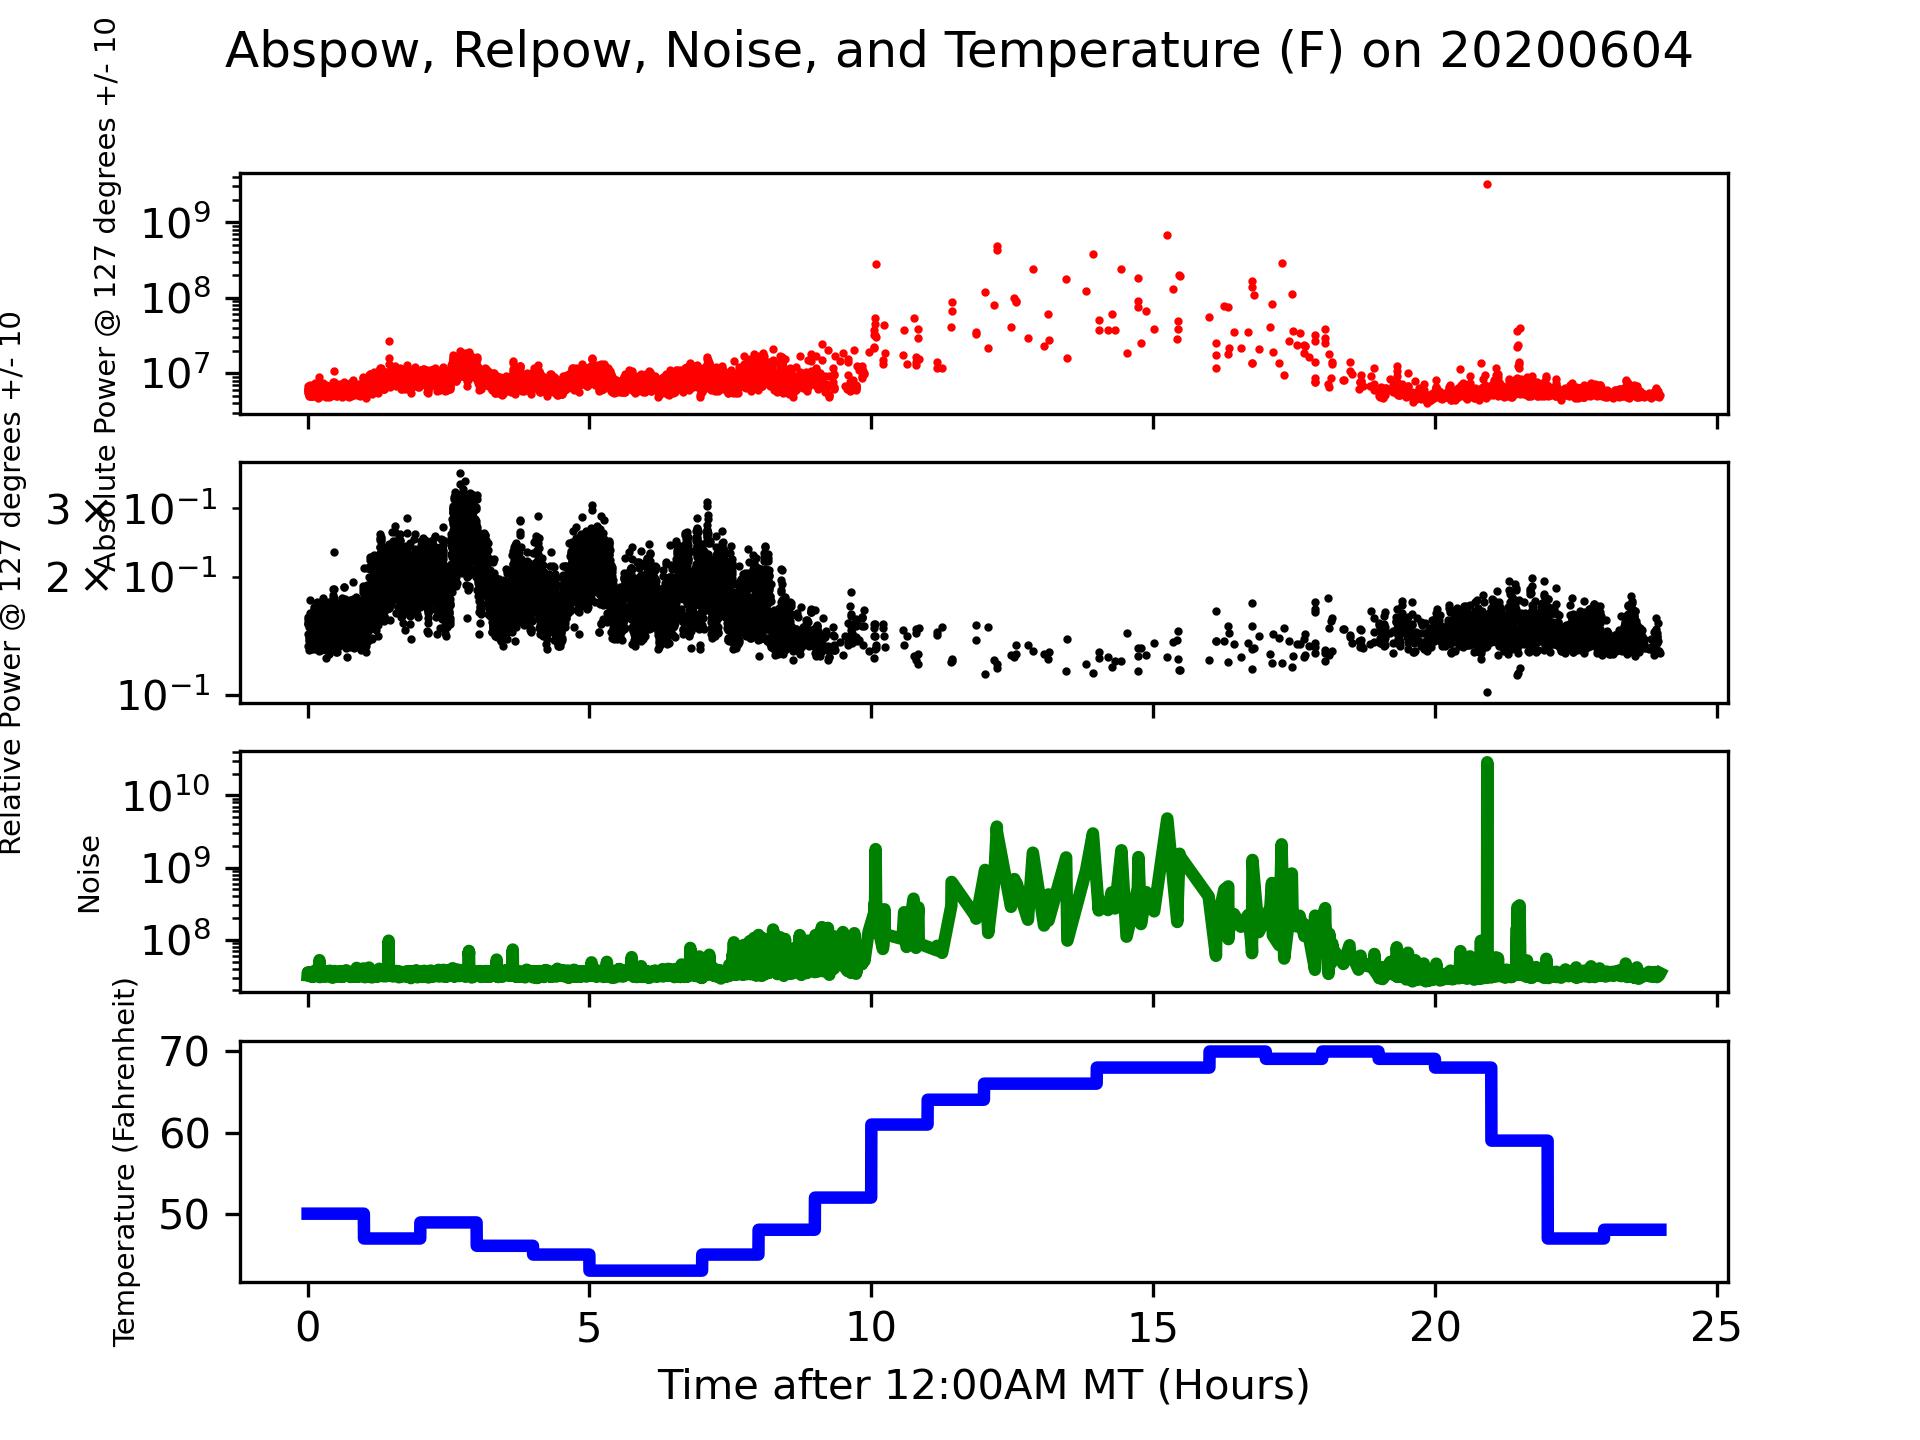 Abspow, Relpow, Noise, and Temperature (F) on 20200604
Absolute Power @ 127 degrees +/- 10
10⁹
10⁸
10⁷
Relative Power @ 127 degrees +/- 10
3 × 10⁻¹
2 × 10⁻¹
10⁻¹
Noise
10¹⁰
10⁹
10⁸
Temperature (Fahrenheit)
70
60
50
0 5 10 15 20 25
Time after 12:00AM MT (Hours)